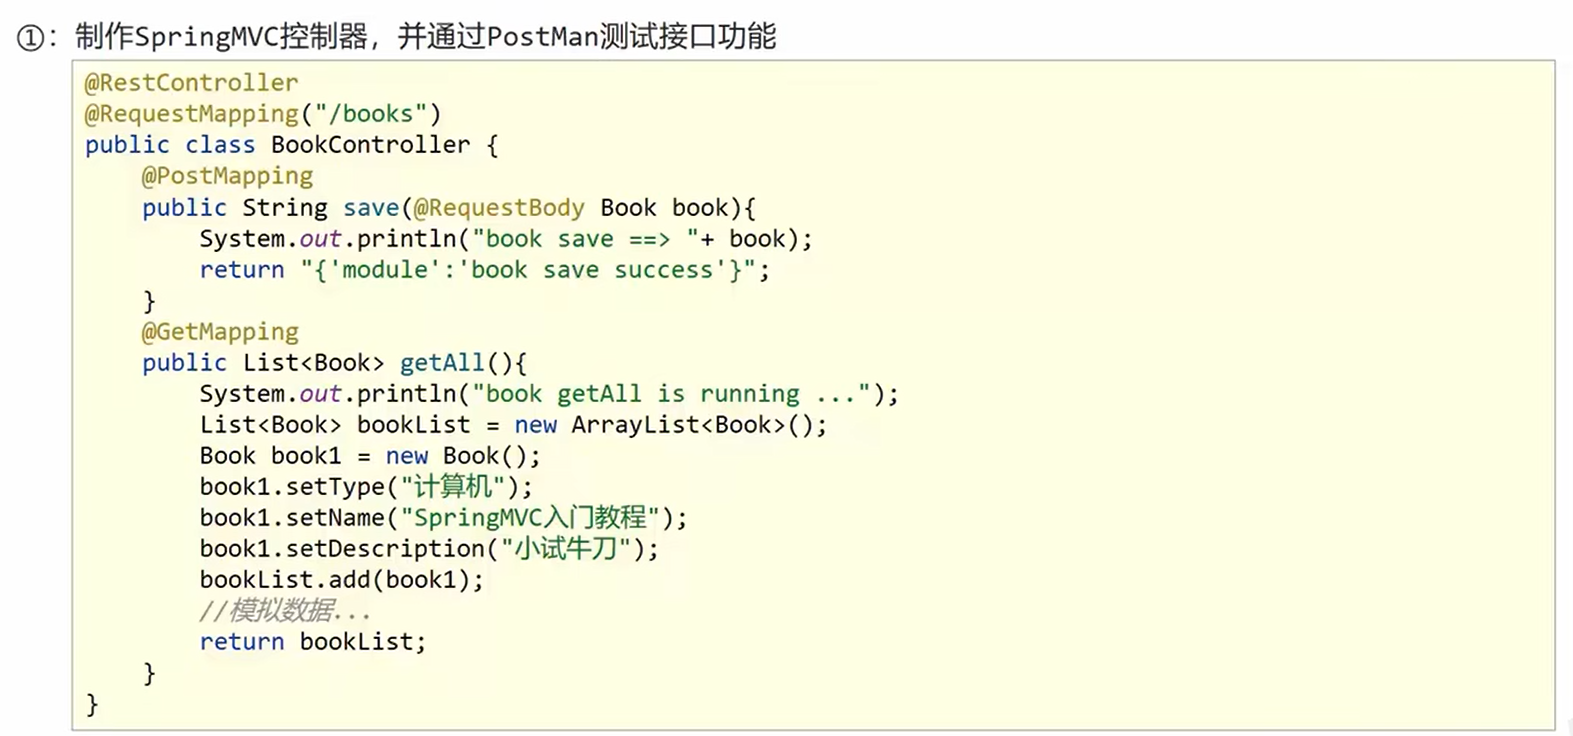 ①：制作SpringMVC控制器，并通过PostMan测试接口功能
@RestController
@RequestMapping("/books")
public class BookController {
    @PostMapping
    public String save(@RequestBody Book book){
        System.out.println("book save ==> "+ book);
        return "{'module':'book save success'}";
    }
    @GetMapping
    public List<Book> getAll(){
        System.out.println("book getAll is running ...");
        List<Book> bookList = new ArrayList<Book>();
        Book book1 = new Book();
        book1.setType("计算机");
        book1.setName("SpringMVC入门教程");
        book1.setDescription("小试牛刀");
        bookList.add(book1);
        //模拟数据...
        return bookList;
    }
}